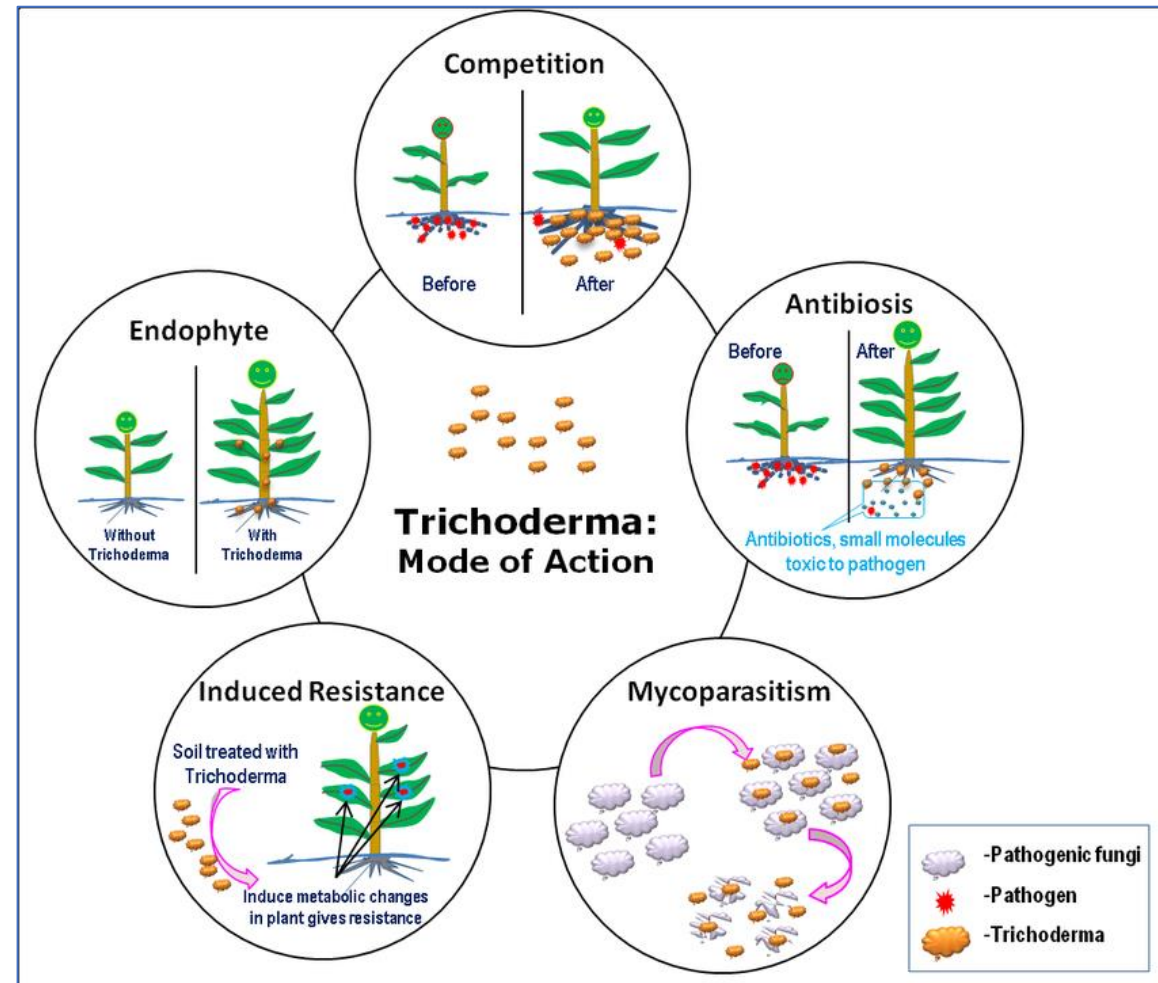 Competition
Before
After
Endophyte
Without
Trichoderma
With
Trichoderma
Antibiosis
Before
After
Antibiotics, small molecules
toxic to pathogen
Trichoderma:
Mode of Action
Induced Resistance
Soil treated with
Trichoderma
Induce metabolic changes
in plant gives resistance
Mycoparasitism
-Pathogenic fungi
-Pathogen
-Trichoderma